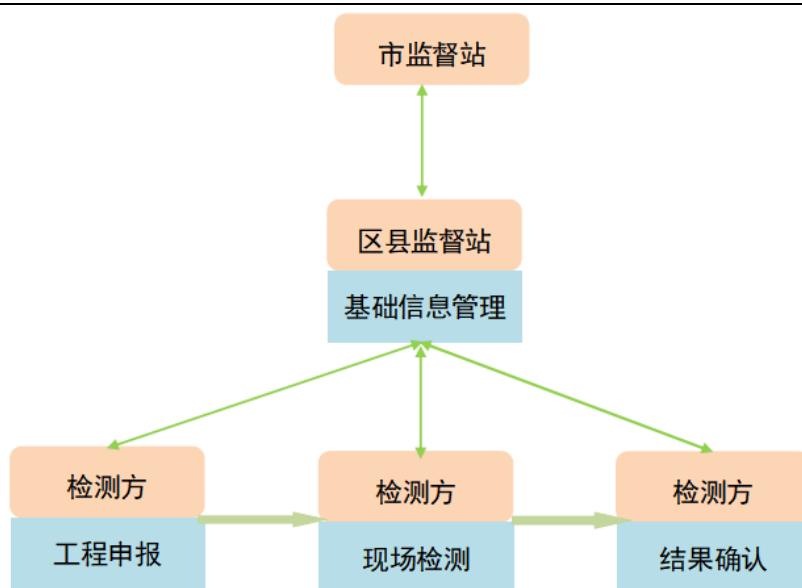 市监督站
区县监督站
基础信息管理
检测方
检测方
检测方
工程申报
现场检测
结果确认